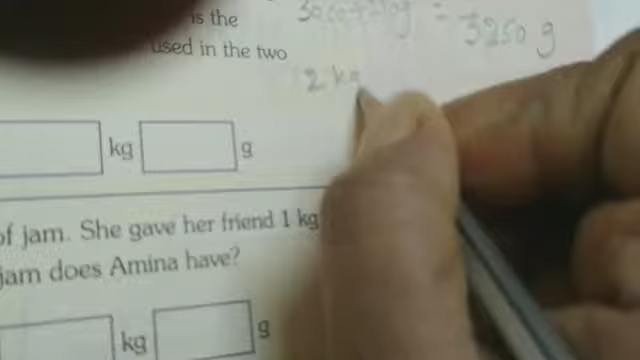 is the
= 3250 g
used in the two
2 kg
kg g
of jam. She gave her friend 1 kg
jam does Amina have?
kg g